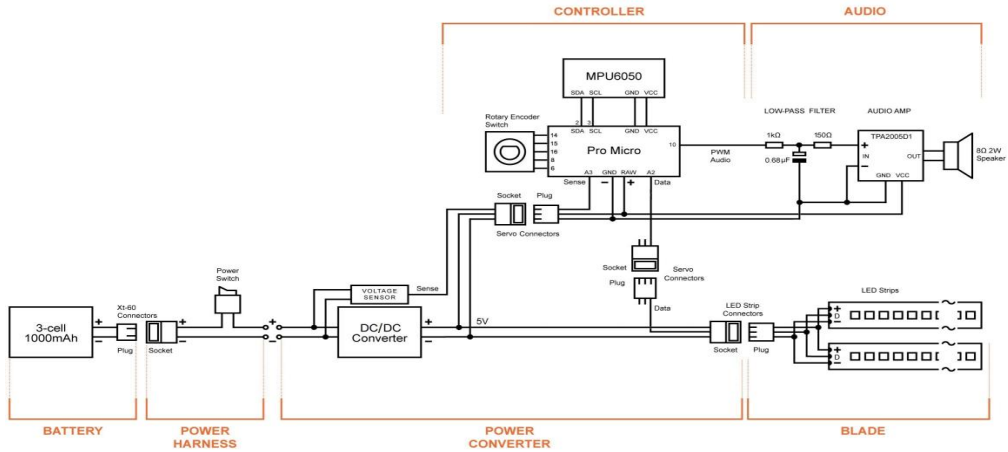 CONTROLLER
AUDIO
MPU6050
SDA SCL GND VCC
2 3
Rotary Encoder
Switch
14
15
16
8
6
SDA SCL GND VCC
Pro Micro
10
A3 GND RAW A2
PWM
Audio
LOW-PASS FILTER
1kΩ
150Ω
0.68µF
AUDIO AMP
TPA2005D1
+
IN
−
OUT
GND VCC
8Ω 2W
Speaker
Sense
− +
Data
Socket
Plug
Servo Connectors
Socket
Servo
Connectors
Plug
Data
Power
Switch
VOLTAGE
SENSOR
Sense
Xt-60
Connectors
3-cell
1000mAh
+
−
Plug
Socket
+
−
+ +
− −
DC/DC
Converter
+
−
5V
LED Strip
Connectors
Socket
Plug
LED Strips
+
D
−
+
D
−
BATTERY
POWER
HARNESS
POWER
CONVERTER
BLADE